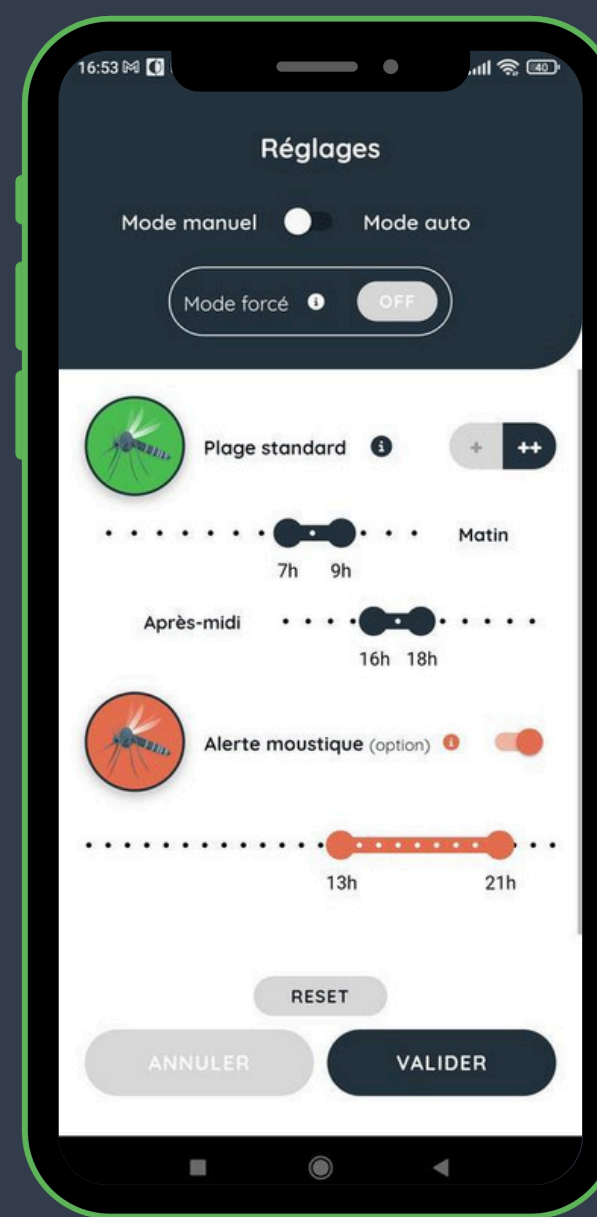 16:53
40
Réglages
Mode manuel Mode auto
Mode forcé i OFF
Plage standard i + ++
Matin
7h 9h
Après-midi
16h 18h
Alerte moustique (option) i
13h 21h
RESET
ANNULER VALIDER